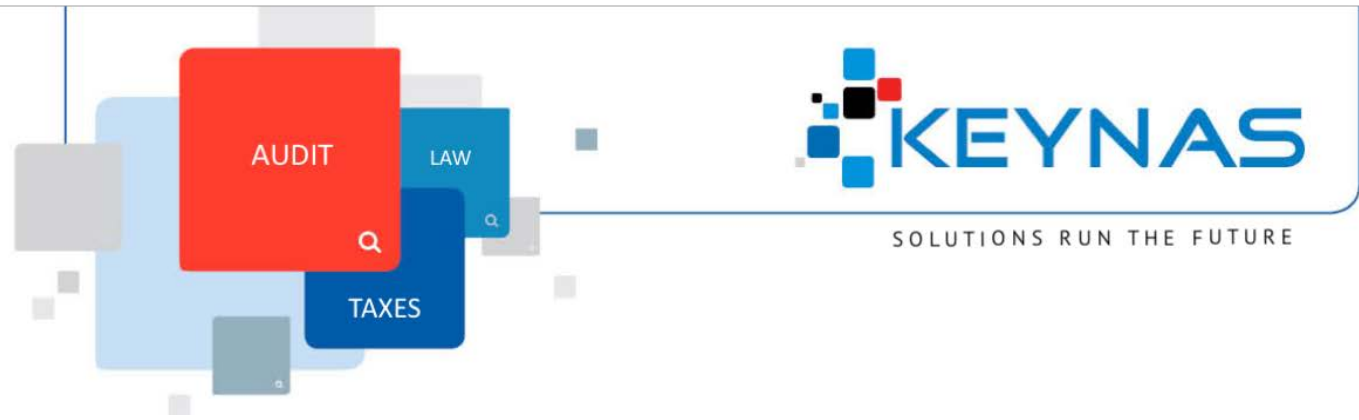 AUDIT
LAW
TAXES
KEYNAS
SOLUTIONS RUN THE FUTURE